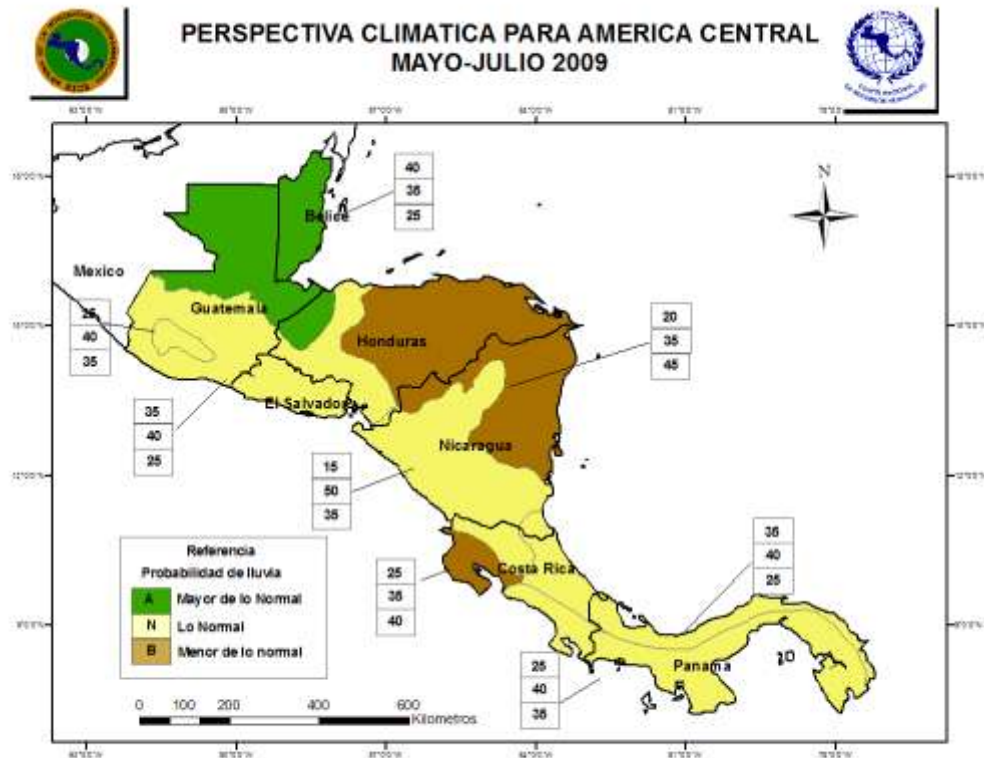 PERSPECTIVA CLIMATICA PARA AMERICA CENTRAL
MAYO-JULIO 2009
N
40
35
25
Belice
Mexico
Guatemala
25
40
35
Honduras
20
35
45
El Salvador
35
40
25
Nicaragua
15
50
35
Costa Rica
25
35
40
35
40
25
Panama
25
40
35
Referencia
Probabilidad de lluvia
A Mayor de lo Normal
N Lo Normal
B Menor de lo normal
0 100 200 400 600
Kilometros